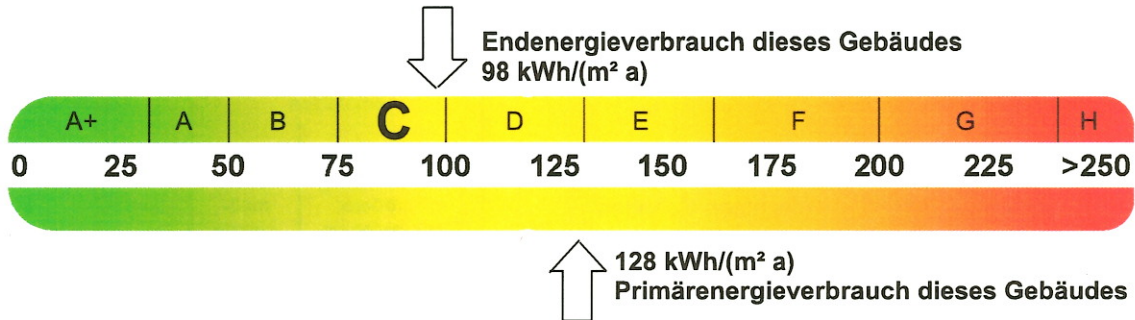 Endenergieverbrauch dieses Gebäudes
98 kWh/(m² a)
A+ A B C D E F G H
0 25 50 75 100 125 150 175 200 225 >250
128 kWh/(m² a)
Primärenergieverbrauch dieses Gebäudes